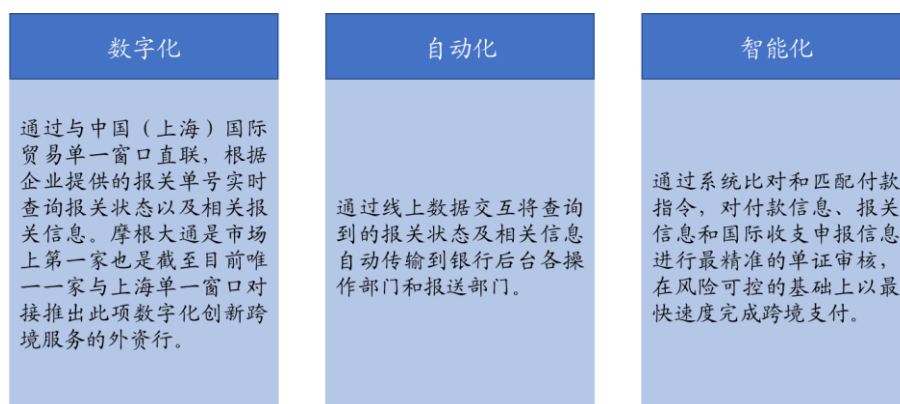 数字化
通过与中国（上海）国际
贸易单一窗口直联，根据
企业提供的报关单号实时
查询报关状态以及相关报
关信息。摩根大通是市场
上第一家也是截至目前唯
一一家与上海单一窗口对
接推出此项数字化创新跨
境服务的外资行。
自动化
通过线上数据交互将查询
到的报关状态及相关信息
自动传输到银行后台各操
作部门和报送部门。
智能化
通过系统比对和匹配付款
指令，对付款信息、报关
信息和国际收支申报信息
进行最精准的单证审核，
在风险可控的基础上以最
快速度完成跨境支付。